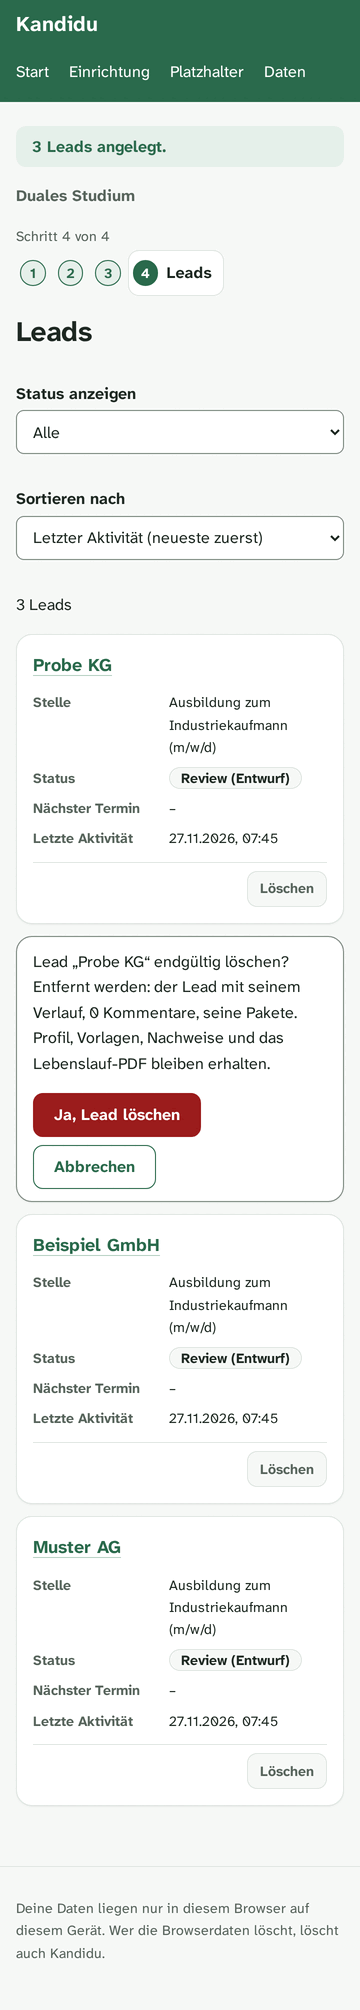 Kandidu
Start Einrichtung Platzhalter Daten
3 Leads angelegt.
Duales Studium
Schritt 4 von 4
1 2 3 4 Leads
Leads
Status anzeigen
Alle
Sortieren nach
Letzter Aktivität (neueste zuerst)
3 Leads
Probe KG
Stelle Ausbildung zum
Industriekaufmann
(m/w/d)
Status Review (Entwurf)
Nächster Termin –
Letzte Aktivität 27.11.2026, 07:45
Löschen
Lead „Probe KG“ endgültig löschen?
Entfernt werden: der Lead mit seinem
Verlauf, 0 Kommentare, seine Pakete.
Profil, Vorlagen, Nachweise und das
Lebenslauf-PDF bleiben erhalten.
Ja, Lead löschen
Abbrechen
Beispiel GmbH
Stelle Ausbildung zum
Industriekaufmann
(m/w/d)
Status Review (Entwurf)
Nächster Termin –
Letzte Aktivität 27.11.2026, 07:45
Löschen
Muster AG
Stelle Ausbildung zum
Industriekaufmann
(m/w/d)
Status Review (Entwurf)
Nächster Termin –
Letzte Aktivität 27.11.2026, 07:45
Löschen
Deine Daten liegen nur in diesem Browser auf
diesem Gerät. Wer die Browserdaten löscht, löscht
auch Kandidu.